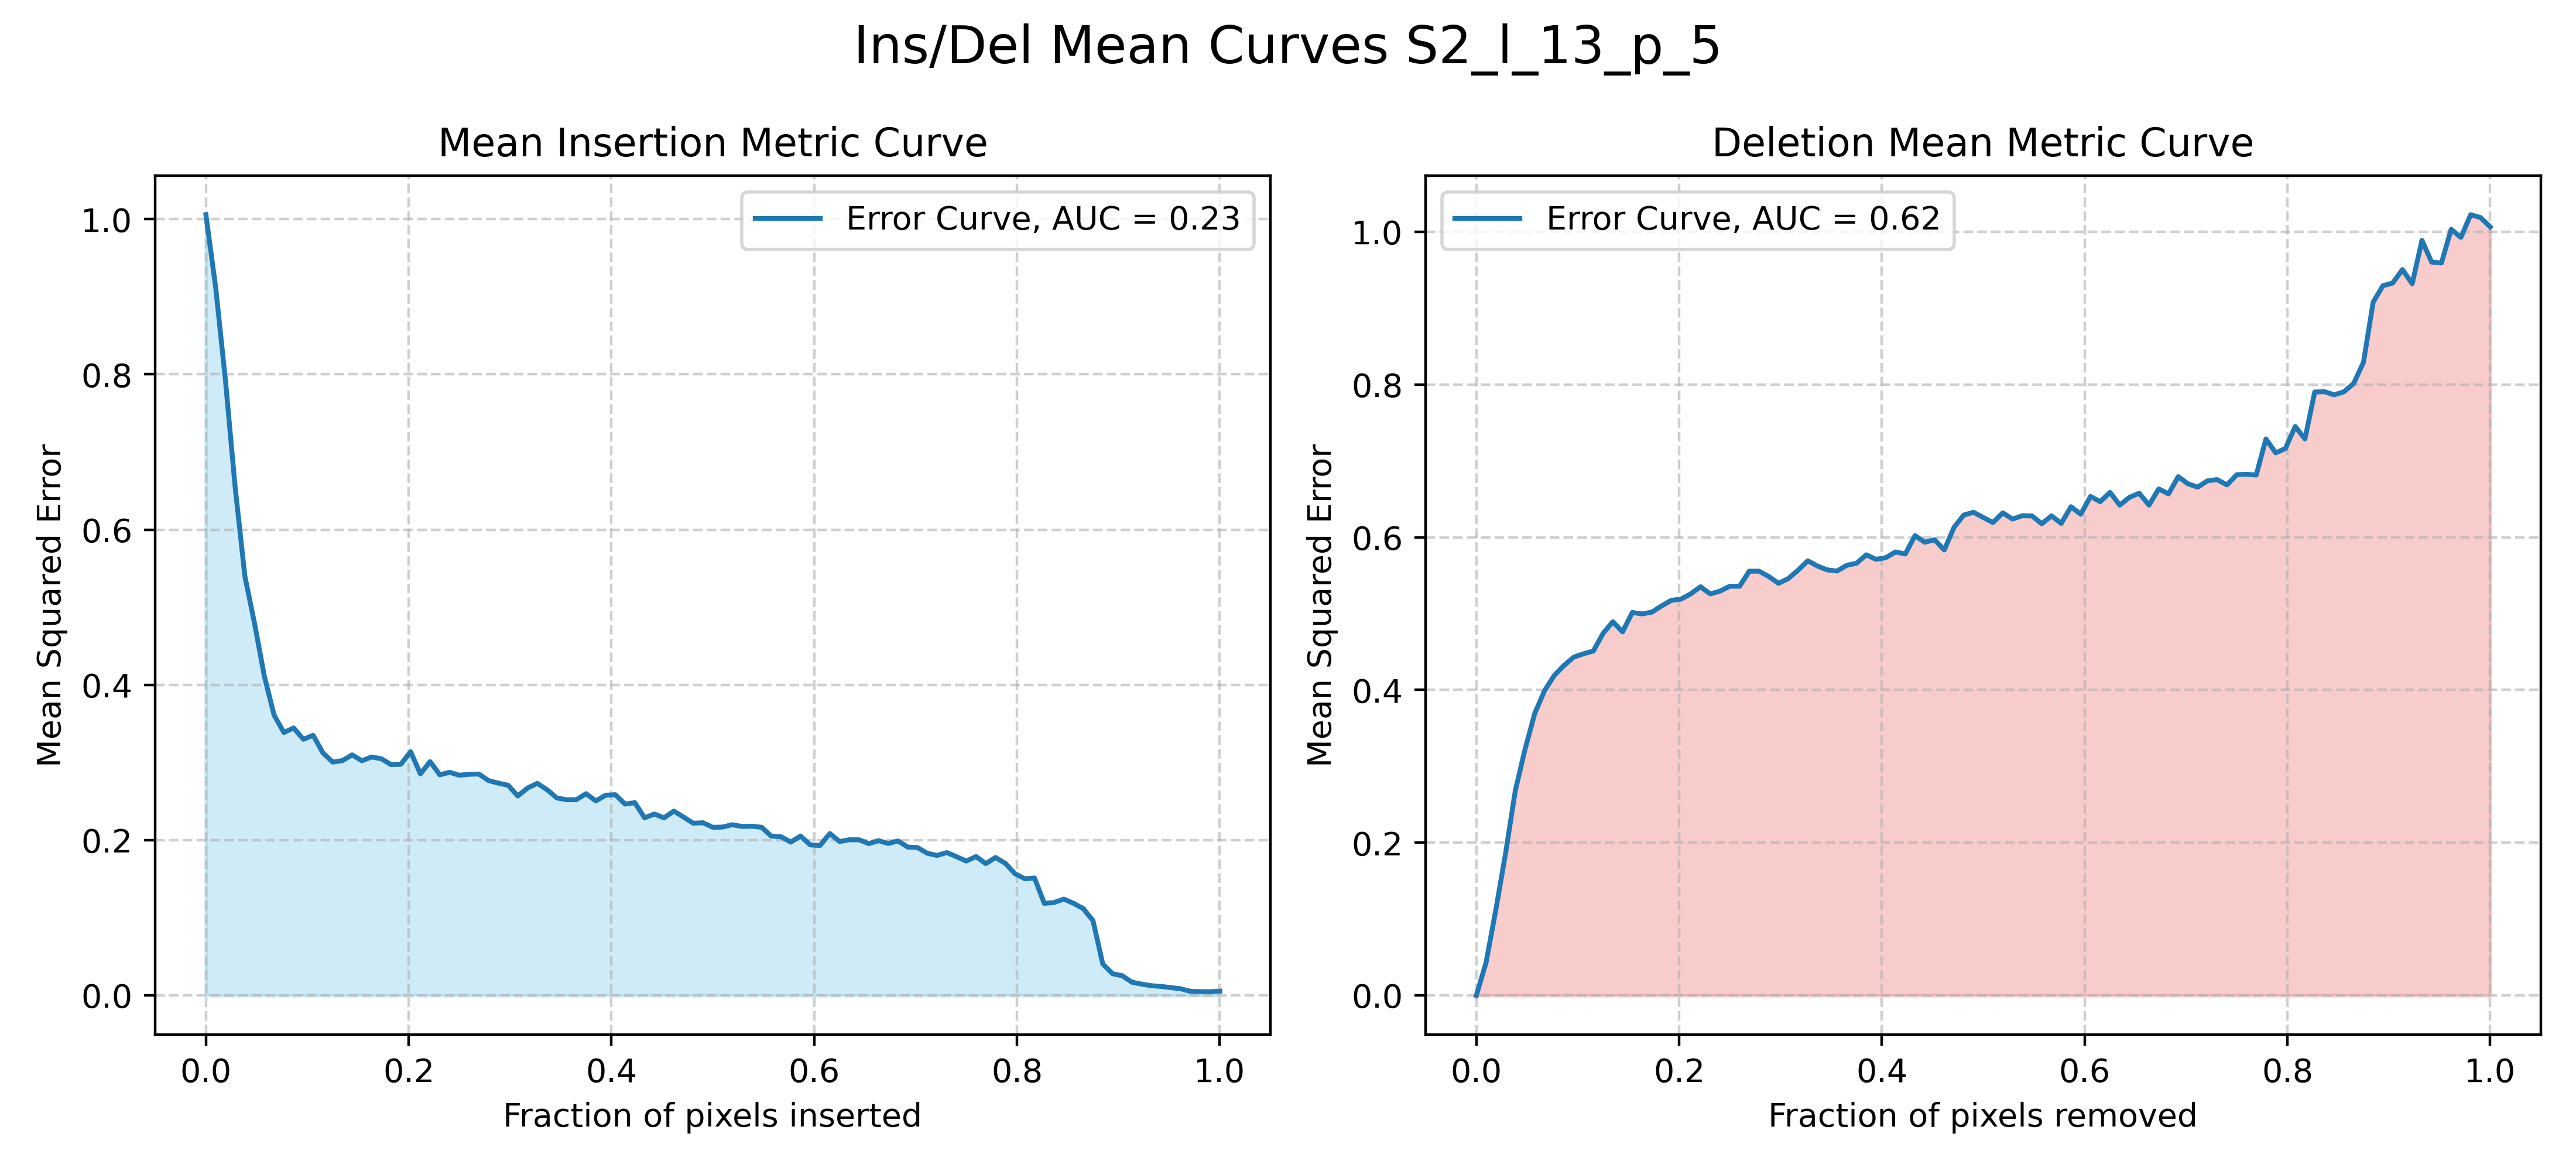 Ins/Del Mean Curves S2_l_13_p_5
Mean Insertion Metric Curve
Mean Squared Error
1.0
0.8
0.6
0.4
0.2
0.0
Error Curve, AUC = 0.23
0.0 0.2 0.4 0.6 0.8 1.0
Fraction of pixels inserted
Deletion Mean Metric Curve
Mean Squared Error
1.0
0.8
0.6
0.4
0.2
0.0
Error Curve, AUC = 0.62
0.0 0.2 0.4 0.6 0.8 1.0
Fraction of pixels removed